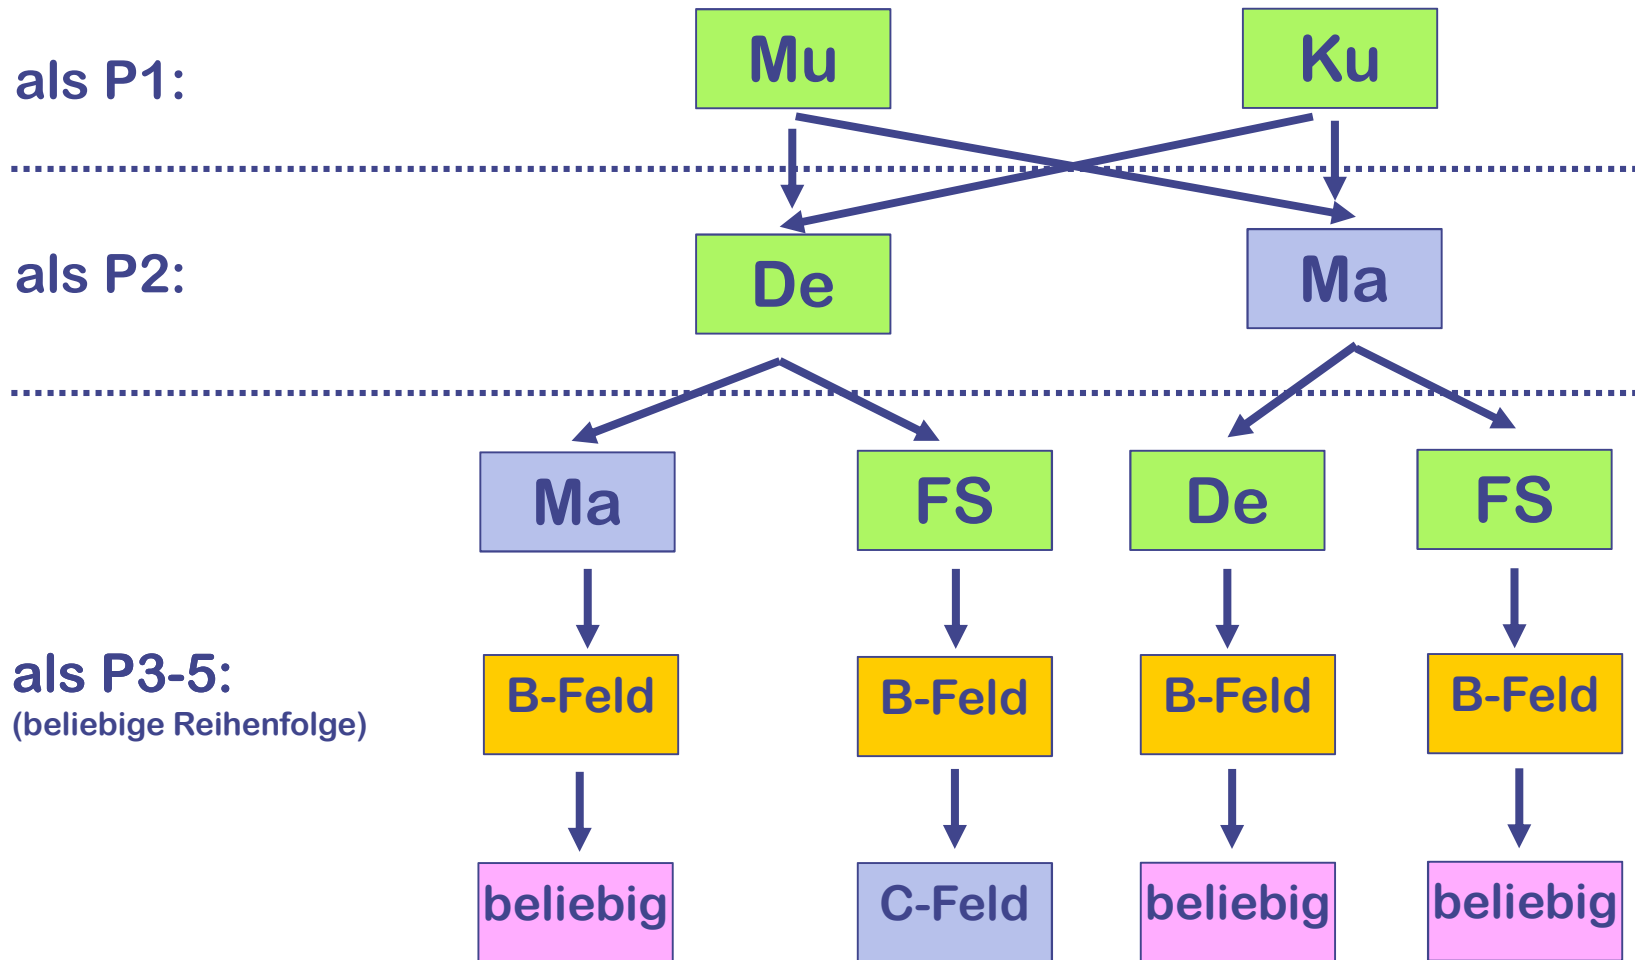 als P1:
Mu
Ku
als P2:
De
Ma
Ma
FS
De
FS
als P3-5:
(beliebige Reihenfolge)
B-Feld
B-Feld
B-Feld
B-Feld
beliebig
C-Feld
beliebig
beliebig